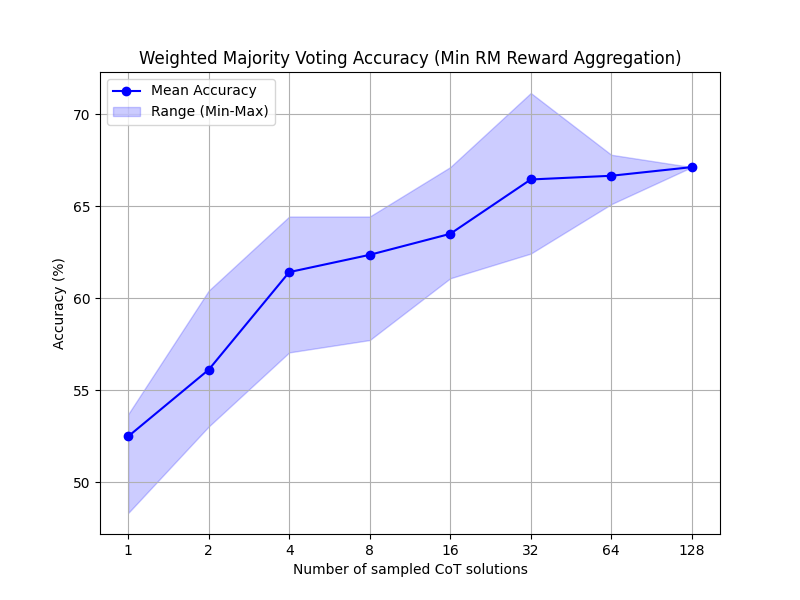 Weighted Majority Voting Accuracy (Min RM Reward Aggregation)
Mean Accuracy
Range (Min-Max)
Accuracy (%)
70
65
60
55
50
1 2 4 8 16 32 64 128
Number of sampled CoT solutions